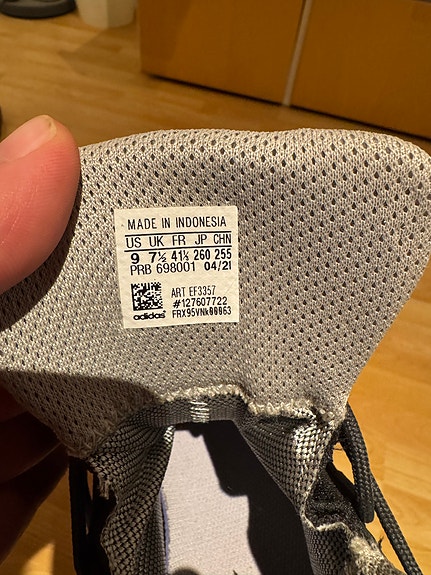 MADE IN INDONESIA
US UK FR JP CHN
9 7½ 41⅓ 260 255
PRB 698001 04/21
ART EF3357
#127607722
adidas FRX95VNk00063